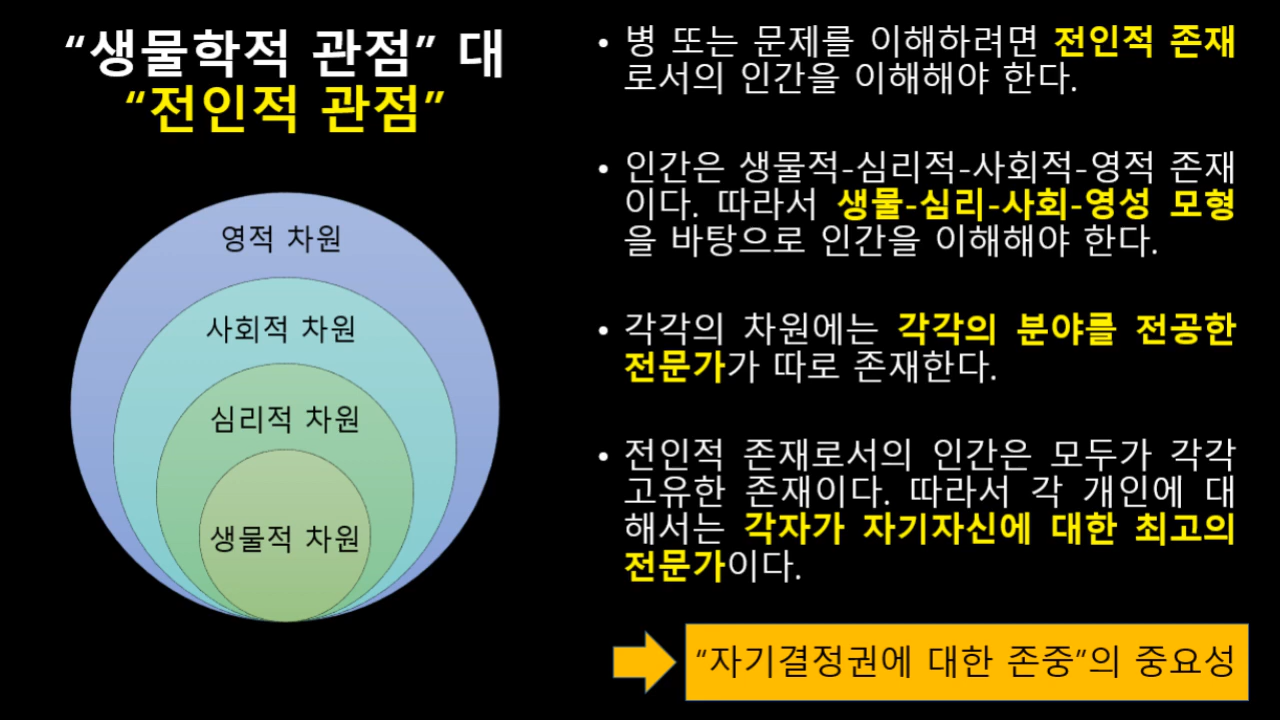 “생물학적 관점” 대
“전인적 관점”
영적 차원
사회적 차원
심리적 차원
생물적 차원
• 병 또는 문제를 이해하려면 전인적 존재
로서의 인간을 이해해야 한다.
• 인간은 생물적-심리적-사회적-영적 존재
이다. 따라서 생물-심리-사회-영성 모형
을 바탕으로 인간을 이해해야 한다.
• 각각의 차원에는 각각의 분야를 전공한
전문가가 따로 존재한다.
• 전인적 존재로서의 인간은 모두가 각각
고유한 존재이다. 따라서 각 개인에 대
해서는 각자가 자기자신에 대한 최고의
전문가이다.
“자기결정권에 대한 존중”의 중요성